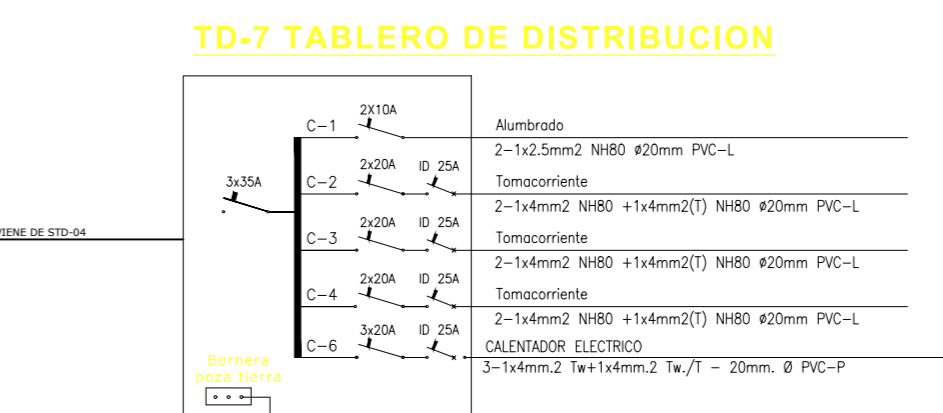 TD-7 TABLERO DE DISTRIBUCION
C-1 2X10A Alumbrado
2-1x2.5mm2 NH80 ø20mm PVC-L
C-2 2x20A ID 25A Tomacorriente
2-1x4mm2 NH80 +1x4mm2(T) NH80 ø20mm PVC-L
3x35A
VIENE DE STD-04
C-3 2x20A ID 25A Tomacorriente
2-1x4mm2 NH80 +1x4mm2(T) NH80 ø20mm PVC-L
C-4 2x20A ID 25A Tomacorriente
2-1x4mm2 NH80 +1x4mm2(T) NH80 ø20mm PVC-L
C-6 3x20A ID 25A CALENTADOR ELECTRICO
3-1x4mm.2 Tw+1x4mm.2 Tw./T - 20mm. Ø PVC-P
Bornera
poza tierra